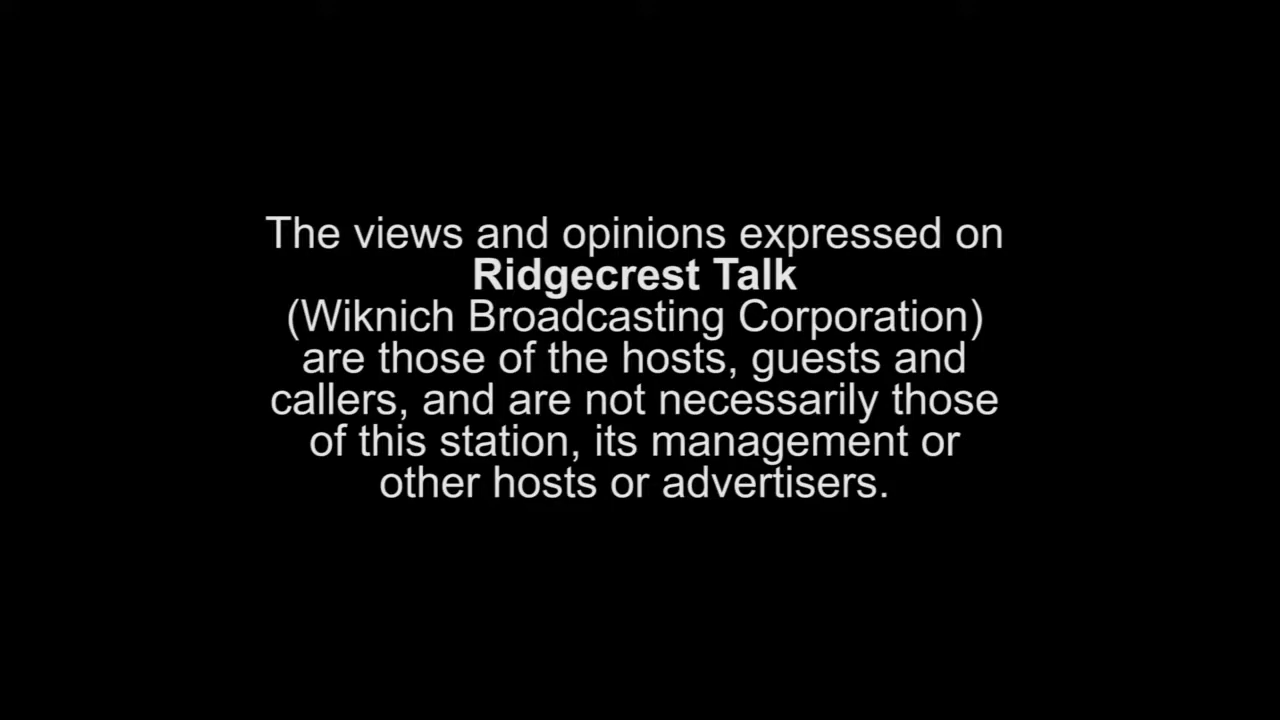 The views and opinions expressed on
Ridgecrest Talk
(Wiknich Broadcasting Corporation)
are those of the hosts, guests and
callers, and are not necessarily those
of this station, its management or
other hosts or advertisers.